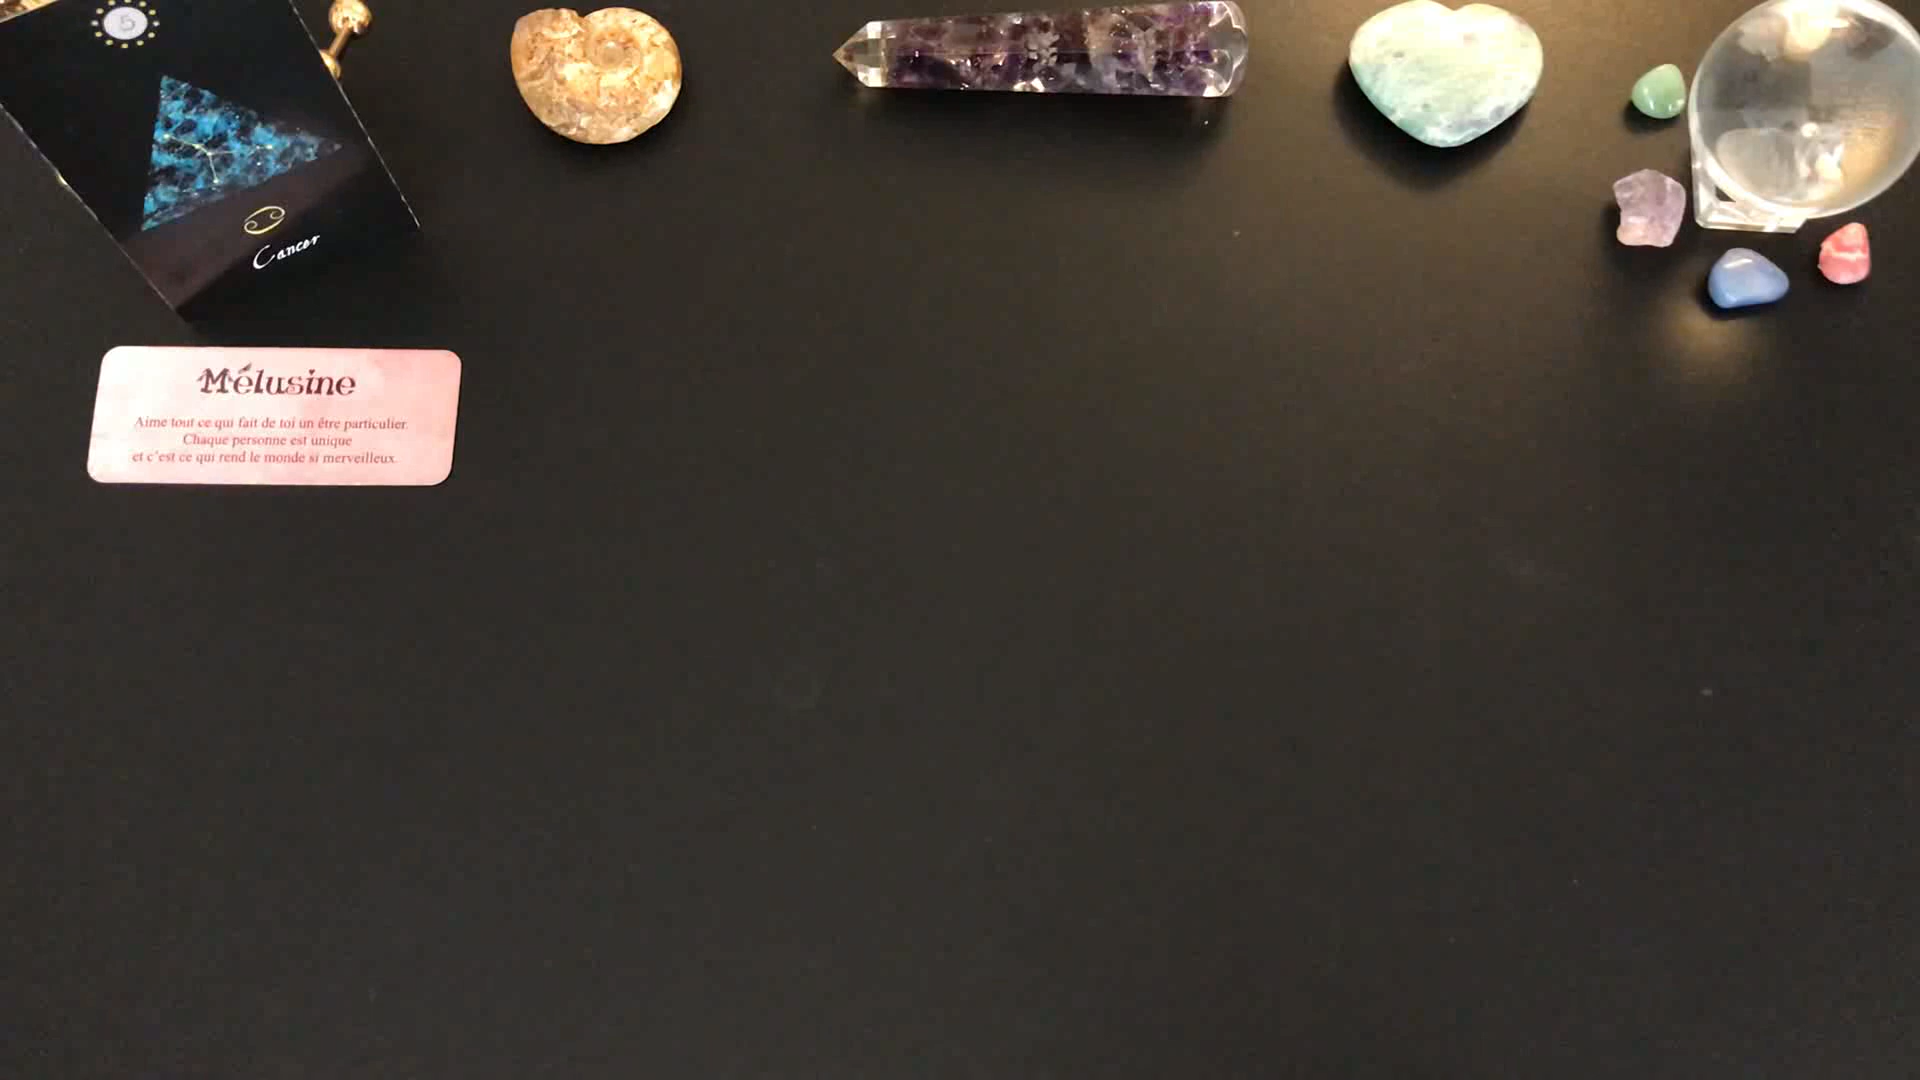 5
Cancer
Mélusine
Aime tout ce qui fait de toi un être particulier.
Chaque personne est unique
et c'est ce qui rend le monde si merveilleux.